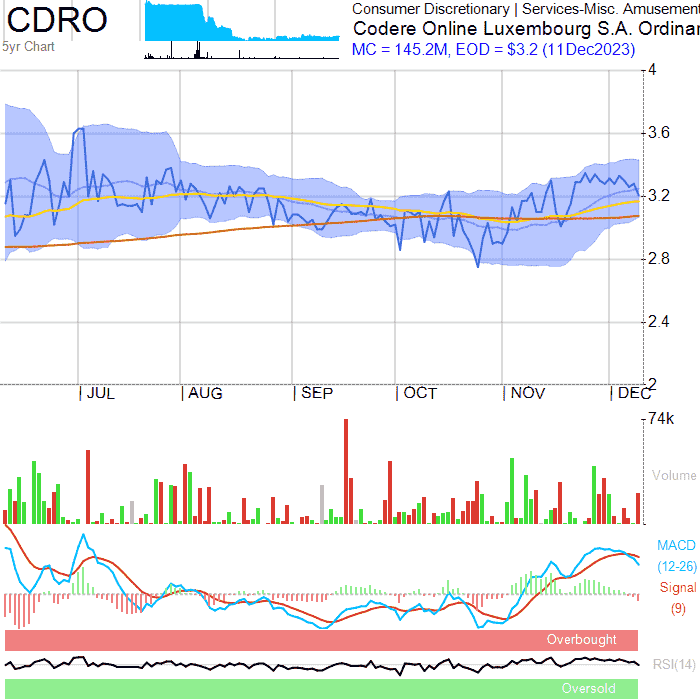 CDRO
5yr Chart
Consumer Discretionary | Services-Misc. Amusement
Codere Online Luxembourg S.A. Ordinar
MC = 145.2M, EOD = $3.2 (11Dec2023)
4
3.6
3.2
2.8
2.4
2
JUL
AUG
SEP
OCT
NOV
DEC
74k
Volume
MACD
(12-26)
Signal
(9)
Overbought
RSI(14)
Oversold